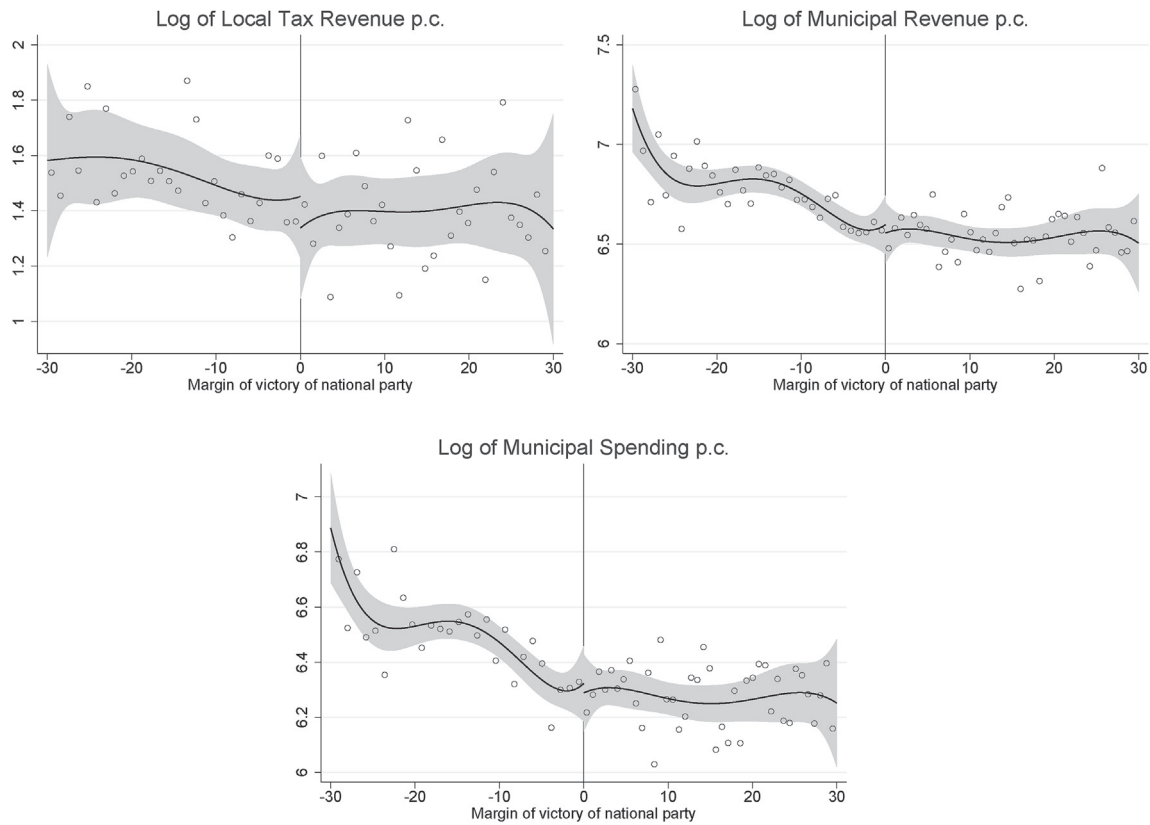 Log of Local Tax Revenue p.c.
2
1.8
1.6
1.4
1.2
1
-30 -20 -10 0 10 20 30
Margin of victory of national party
Log of Municipal Revenue p.c.
7.5
7
6.5
6
-30 -20 -10 0 10 20 30
Margin of victory of national party
Log of Municipal Spending p.c.
7
6.8
6.6
6.4
6.2
6
-30 -20 -10 0 10 20 30
Margin of victory of national party